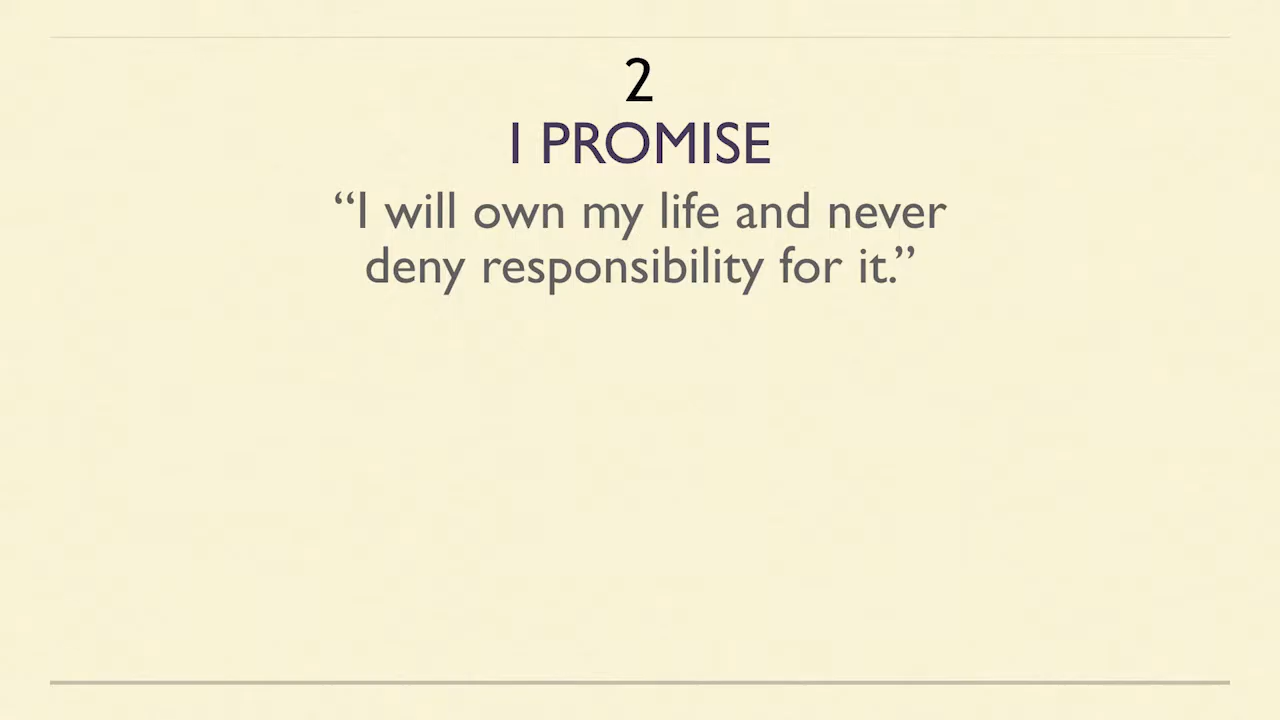 2
I PROMISE
“I will own my life and never
deny responsibility for it.”